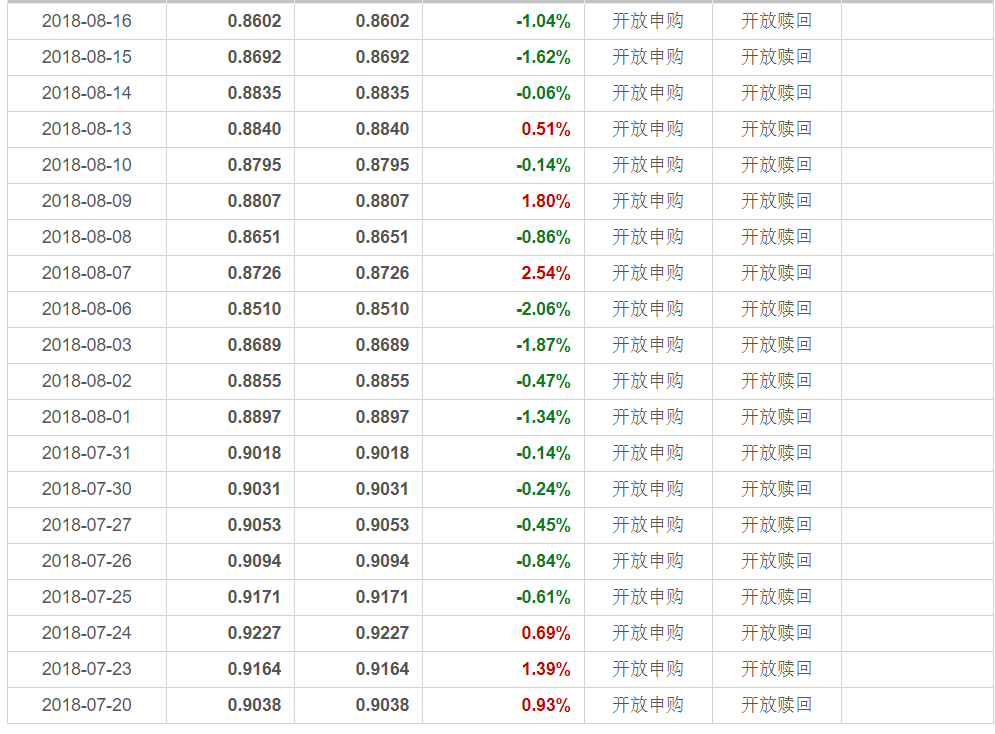 2018-08-16 0.8602 0.8602 -1.04% 开放申购 开放赎回
2018-08-15 0.8692 0.8692 -1.62% 开放申购 开放赎回
2018-08-14 0.8835 0.8835 -0.06% 开放申购 开放赎回
2018-08-13 0.8840 0.8840 0.51% 开放申购 开放赎回
2018-08-10 0.8795 0.8795 -0.14% 开放申购 开放赎回
2018-08-09 0.8807 0.8807 1.80% 开放申购 开放赎回
2018-08-08 0.8651 0.8651 -0.86% 开放申购 开放赎回
2018-08-07 0.8726 0.8726 2.54% 开放申购 开放赎回
2018-08-06 0.8510 0.8510 -2.06% 开放申购 开放赎回
2018-08-03 0.8689 0.8689 -1.87% 开放申购 开放赎回
2018-08-02 0.8855 0.8855 -0.47% 开放申购 开放赎回
2018-08-01 0.8897 0.8897 -1.34% 开放申购 开放赎回
2018-07-31 0.9018 0.9018 -0.14% 开放申购 开放赎回
2018-07-30 0.9031 0.9031 -0.24% 开放申购 开放赎回
2018-07-27 0.9053 0.9053 -0.45% 开放申购 开放赎回
2018-07-26 0.9094 0.9094 -0.84% 开放申购 开放赎回
2018-07-25 0.9171 0.9171 -0.61% 开放申购 开放赎回
2018-07-24 0.9227 0.9227 0.69% 开放申购 开放赎回
2018-07-23 0.9164 0.9164 1.39% 开放申购 开放赎回
2018-07-20 0.9038 0.9038 0.93% 开放申购 开放赎回